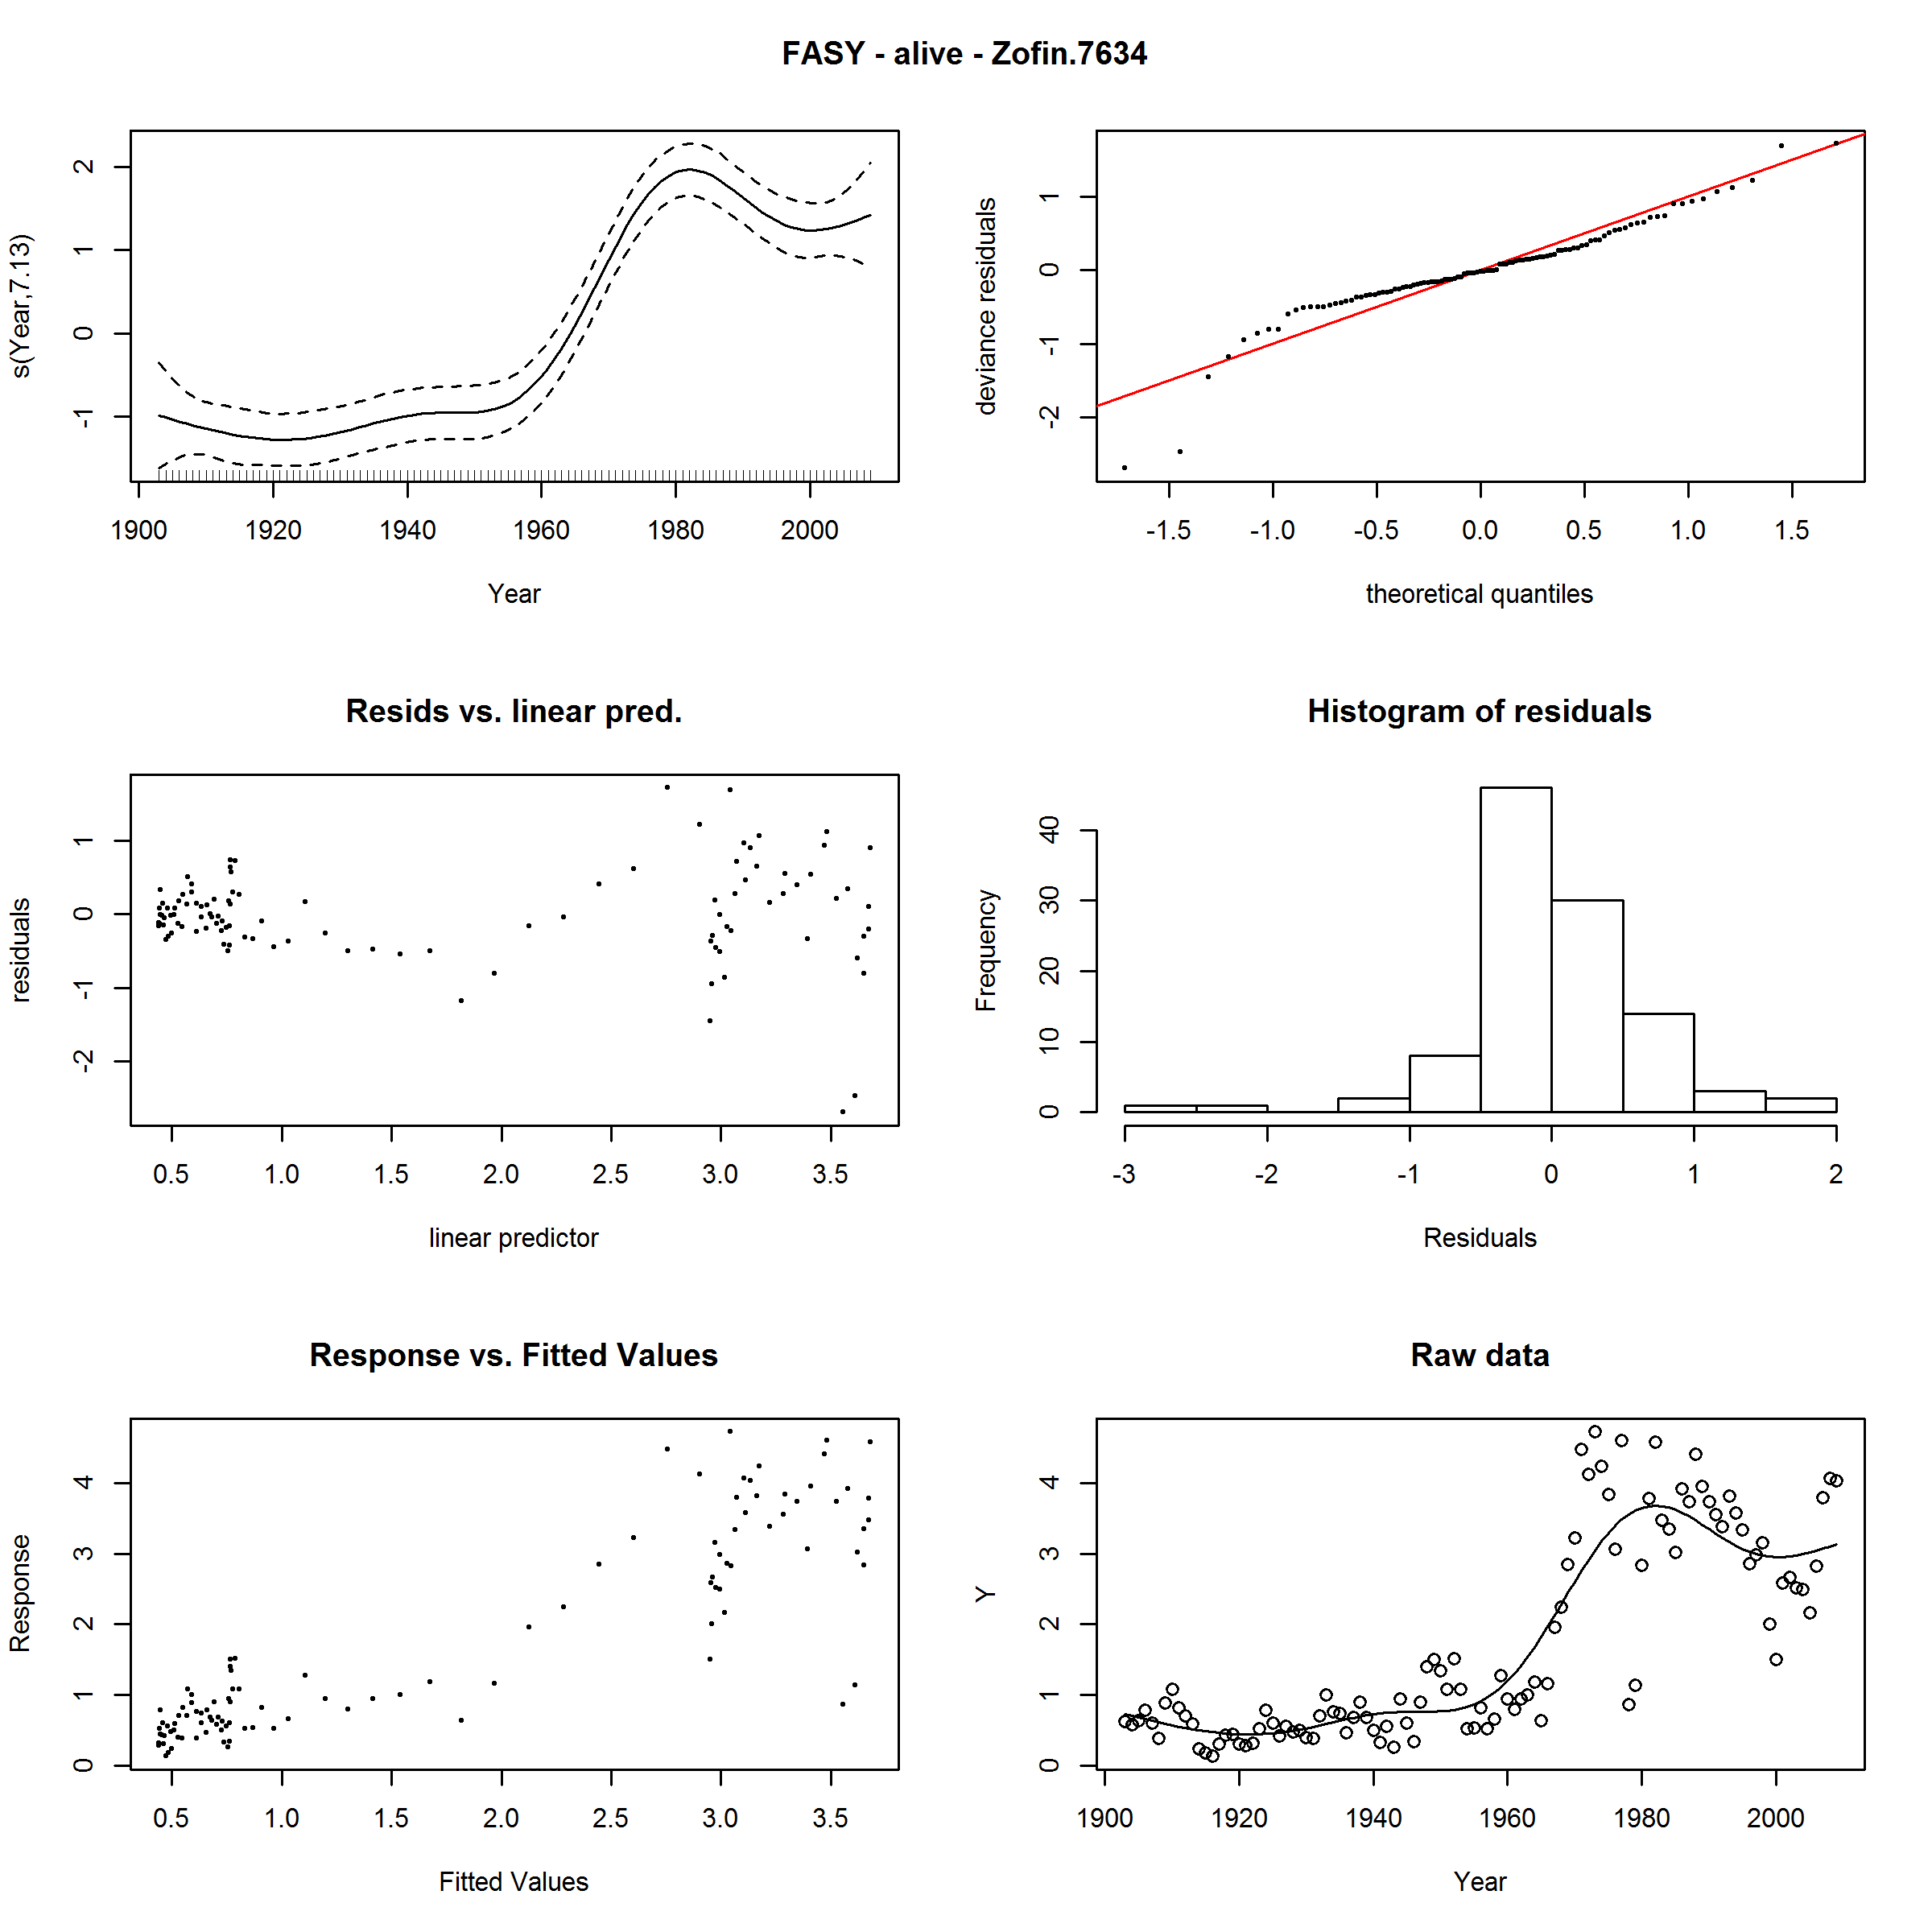 FASY - alive - Zofin.7634
s(Year,7.13)
2
1
0
-1
1900 1920 1940 1960 1980 2000
Year
deviance residuals
1
0
-1
-2
-1.5 -1.0 -0.5 0.0 0.5 1.0 1.5
theoretical quantiles
Resids vs. linear pred.
residuals
1
0
-1
-2
0.5 1.0 1.5 2.0 2.5 3.0 3.5
linear predictor
Histogram of residuals
Frequency
40
30
20
10
0
-3 -2 -1 0 1 2
Residuals
Response vs. Fitted Values
Response
4
3
2
1
0
0.5 1.0 1.5 2.0 2.5 3.0 3.5
Fitted Values
Raw data
Y
4
3
2
1
0
1900 1920 1940 1960 1980 2000
Year